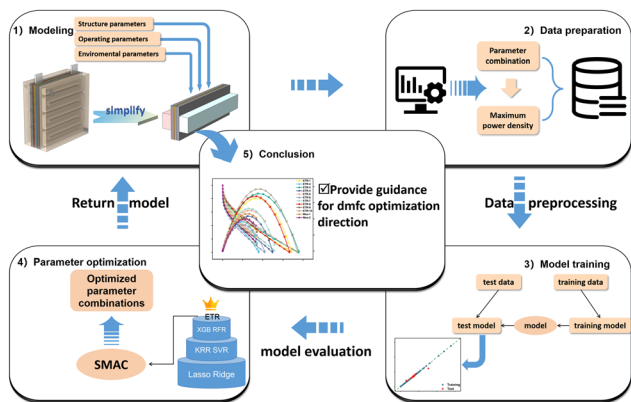 1) Modeling
Structure parameters
Operating parameters
Enviromental parameters
simplify
2) Data preparation
Parameter
combination
Maximum
power density
5) Conclusion
☑Provide guidance
for dmfc optimization
direction
Return model
Data preprocessing
4) Parameter optimization
Optimized
parameter
combinations
SMAC
ETR
XGB RFR
KRR SVR
Lasso Ridge
model evaluation
3) Model training
test data
training data
test model
model
training model
Training
Test